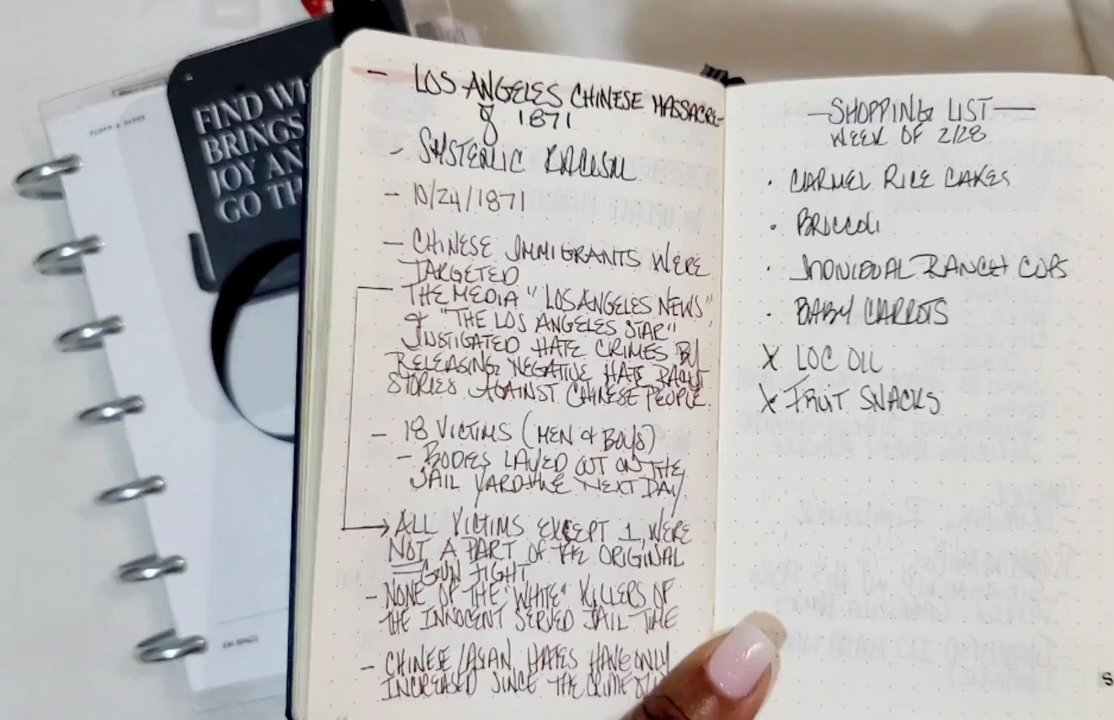 FIND WI
BRINGS
JOY AN
GO TH
- LOS ANGELES CHINESE MASSACRE-
of 1871
- SYSTEMIC RACISM
- 10/24/1871
- CHINESE IMMIGRANTS WERE
TARGETED
THE MEDIA "LOS ANGELES NEWS"
& "THE LOS ANGELES STAR"
INSTIGATED HATE CRIMES BY
RELEASING NEGATIVE HATE
STORIES AGAINST CHINESE PEOPLE.
- 18 VICTIMS (MEN & BOYS)
- BODIES LAYED OUT ON THE
JAIL YARD THE NEXT DAY.
ALL VICTIMS EXCEPT 1 WERE
NOT A PART OF THE ORIGINAL
GUN FIGHT
- NONE OF THE "WHITE" KILLERS OF
THE INNOCENT SERVED JAIL TIME
- CHINESE/ASIAN HATES HAVE ONLY
INCREASED SINCE THE CRIME
-SHOPPING LIST-
WEEK OF 2/28
· CARMEL RICE CAKES
· BROCCOLI
· INDIVIDUAL RANCH CUPS
· BABY CARROTS
X LOC OIL
X FRUIT SNACKS
S